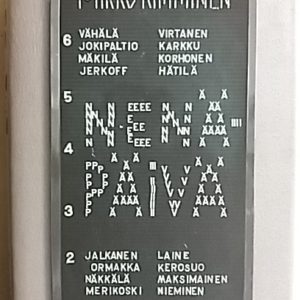 MIKKO RIMMINEN
6 VÄHÄLÄ VIRTANEN
JOKIPALTIO KARKKU
MÄKILÄ KORHONEN
JERKOFF HÄTILÄ
5
NENÄ
4
PÄIVÄ
3
2 JALKANEN LAINE
ORMAKKA KEROSUO
NÄKKÄLÄ MAKSIMAINEN
MERIKOSKI NIEMINEN